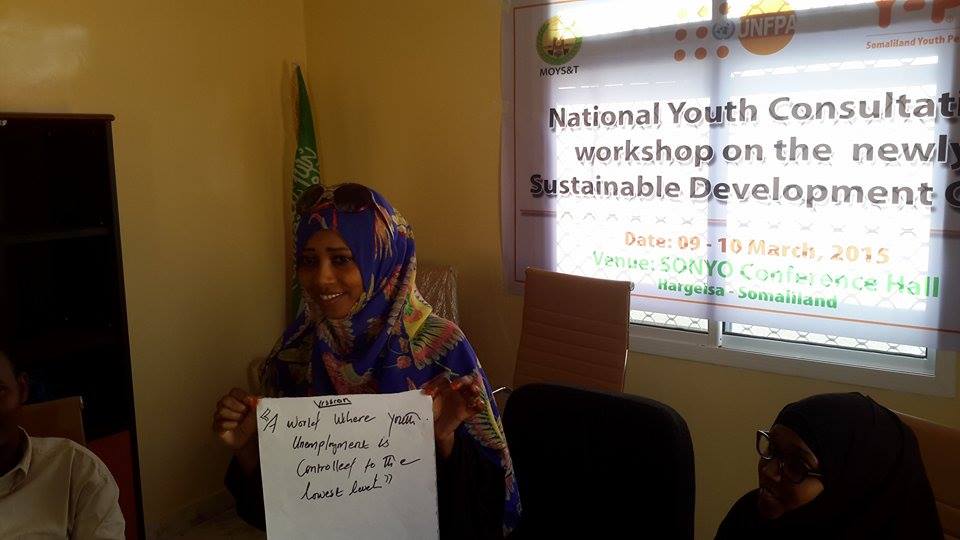 MOYS&T
UNFPA
Y-P
Somaliland Youth Pe
National Youth Consultati
workshop on the newly
Sustainable Development G
Date: 09 - 10 March, 2015
Venue: SONYO Conference Hall
Hargeisa - Somaliland
Vission
"A World Where Youth
Unemployment is
Controlled to the
lowest level"